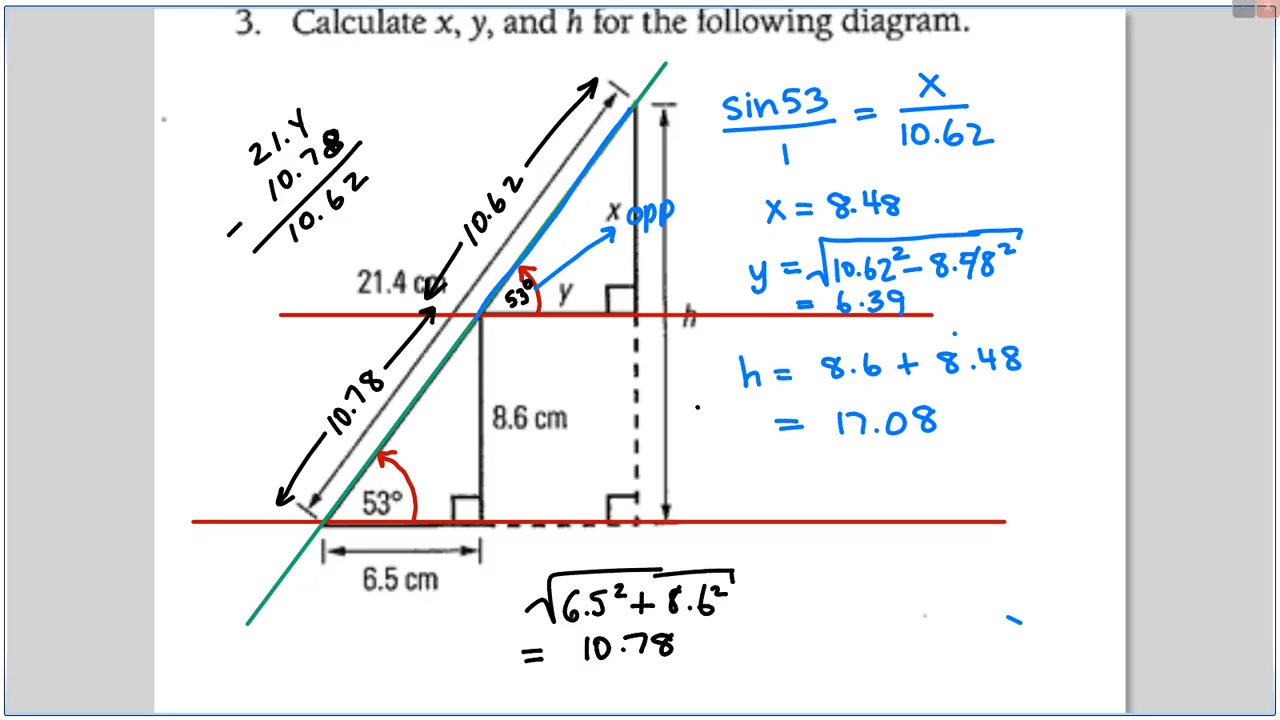 3. Calculate x, y, and h for the following diagram.
21.4
- 10.78
10.62
10.62
10.78
21.4 cm
x opp
53°
y
h
8.6 cm
53°
6.5 cm
sin53/1 = x/10.62
x = 8.48
y = √10.62² - 8.48²
= 6.39
h = 8.6 + 8.48
= 17.08
√6.5² + 8.6²
= 10.78